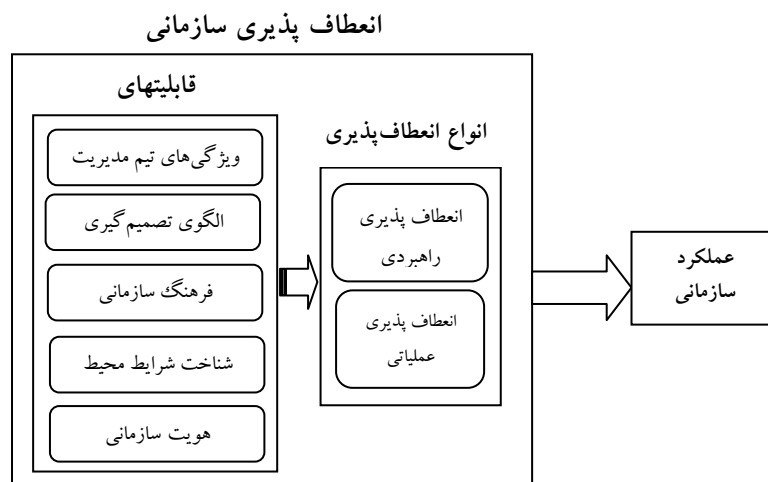 انعطاف پذیری سازمانی
قابلیتهای
ویژگی‌های تیم مدیریت
الگوی تصمیم‌گیری
فرهنگ سازمانی
شناخت شرایط محیط
هویت سازمانی
انواع انعطاف‌پذیری
انعطاف پذیری
راهبردی
انعطاف پذیری
عملیاتی
عملکرد
سازمانی